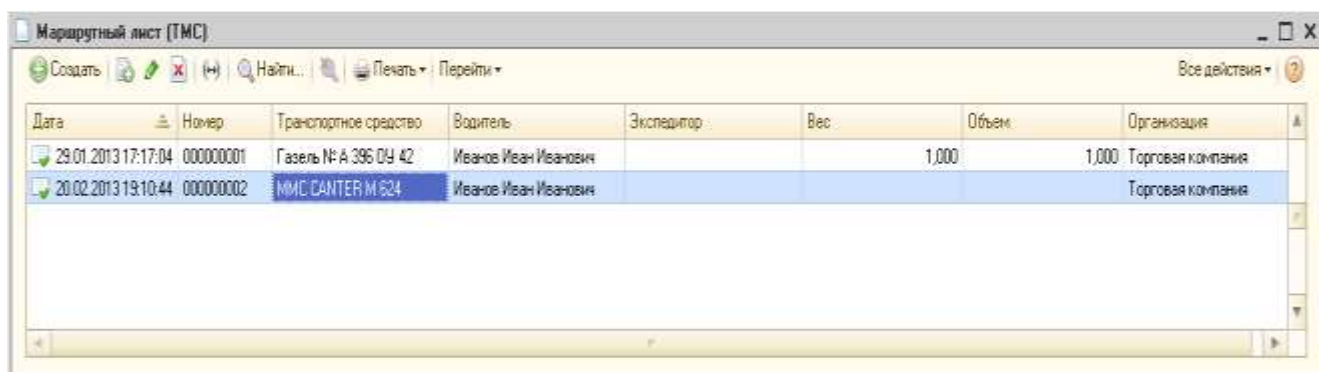 Маршрутный лист (ТМС)
Создать Найти... Печать Перейти Все действия
Дата Номер Транспортное средство Водитель Экспедитор Вес Объем Организация
29.01.2013 17:17:04 00000001 Газель № А 396 ОУ 42 Иванов Иван Иванович 1,000 1,000 Торговая компания
20.02.2013 19:10:44 00000002 ММС CANTER М 624 Иванов Иван Иванович Торговая компания